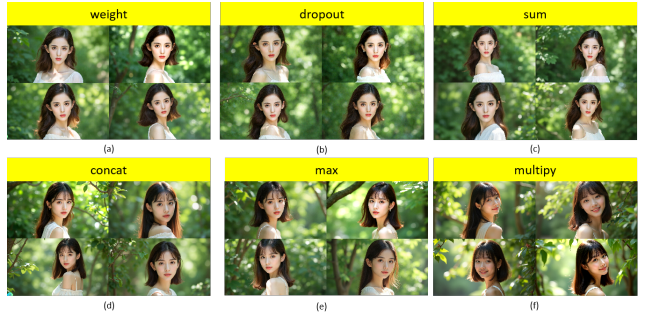 weight
dropout
sum
(a)
(b)
(c)
concat
max
multipy
(d)
(e)
(f)